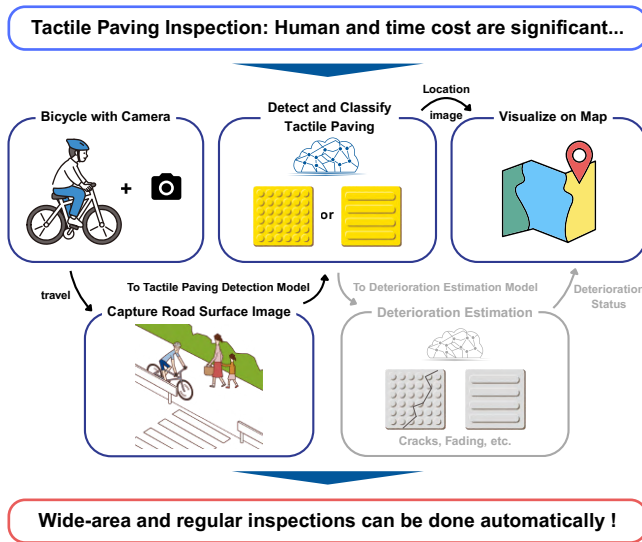 Tactile Paving Inspection: Human and time cost are significant...
Bicycle with Camera
+
Detect and Classify
Tactile Paving
or
Location
image
Visualize on Map
travel
To Tactile Paving Detection Model
To Deterioration Estimation Model
Deterioration
Status
Capture Road Surface Image
Deterioration Estimation
Cracks, Fading, etc.
Wide-area and regular inspections can be done automatically !